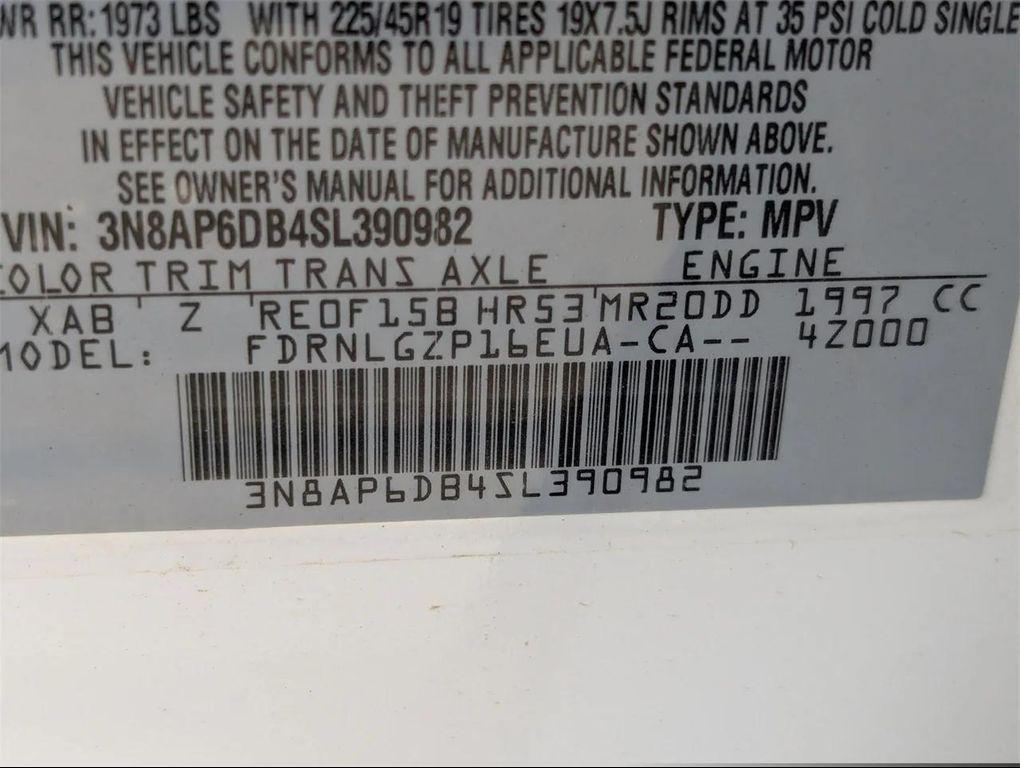 WR RR: 1973 LBS WITH 225/45R19 TIRES 19X7.5J RIMS AT 35 PSI COLD SINGLE
THIS VEHICLE CONFORMS TO ALL APPLICABLE FEDERAL MOTOR
VEHICLE SAFETY AND THEFT PREVENTION STANDARDS
IN EFFECT ON THE DATE OF MANUFACTURE SHOWN ABOVE.
SEE OWNER'S MANUAL FOR ADDITIONAL INFORMATION.
VIN: 3N8AP6DB4SL390982 TYPE: MPV
COLOR TRIM TRANS AXLE ENGINE
XAB Z RE0F15B HR53 MR20DD 1997 CC
MODEL: FDRNLGZP16EUA-CA-- 4Z000
3N8AP6DB4SL390982